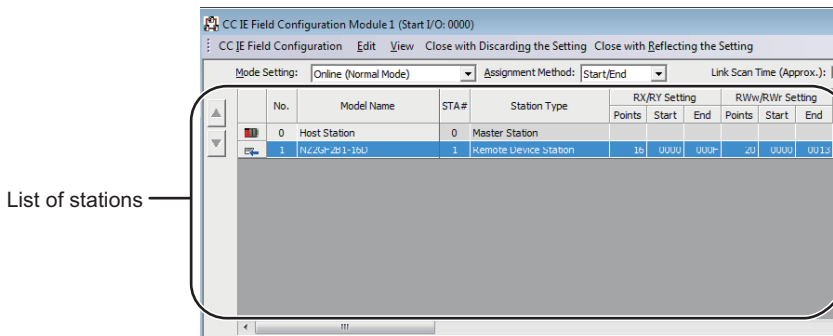 CC IE Field Configuration Module 1 (Start I/O: 0000)
CC IE Field Configuration Edit View Close with Discarding the Setting Close with Reflecting the Setting
Mode Setting: Online (Normal Mode) Assignment Method: Start/End Link Scan Time (Approx.):
No. Model Name STA# Station Type RX/RY Setting RWw/RWr Setting
Points Start End Points Start End
0 Host Station 0 Master Station
1 NZ2GF2B1-16D 1 Remote Device Station 16 0000 000F 20 0000 0013
List of stations